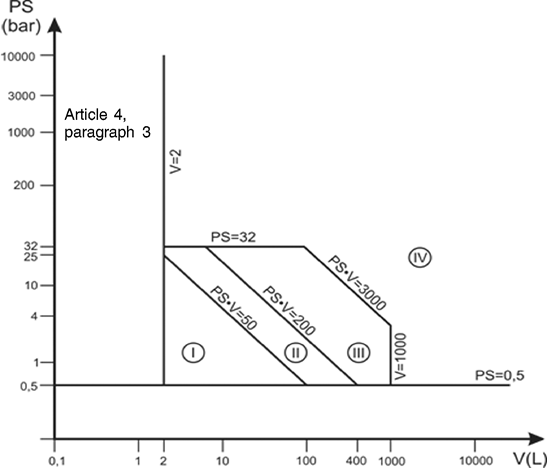 PS
(bar)
10000
3000
1000
200
32
25
10
4
1
0,5
Article 4,
paragraph 3
V=2
PS=32
PS•V=50
PS•V=200
PS•V=3000
V=1000
PS=0,5
I
II
III
IV
0,1
1
2
10
100
400
1000
10000
V(L)